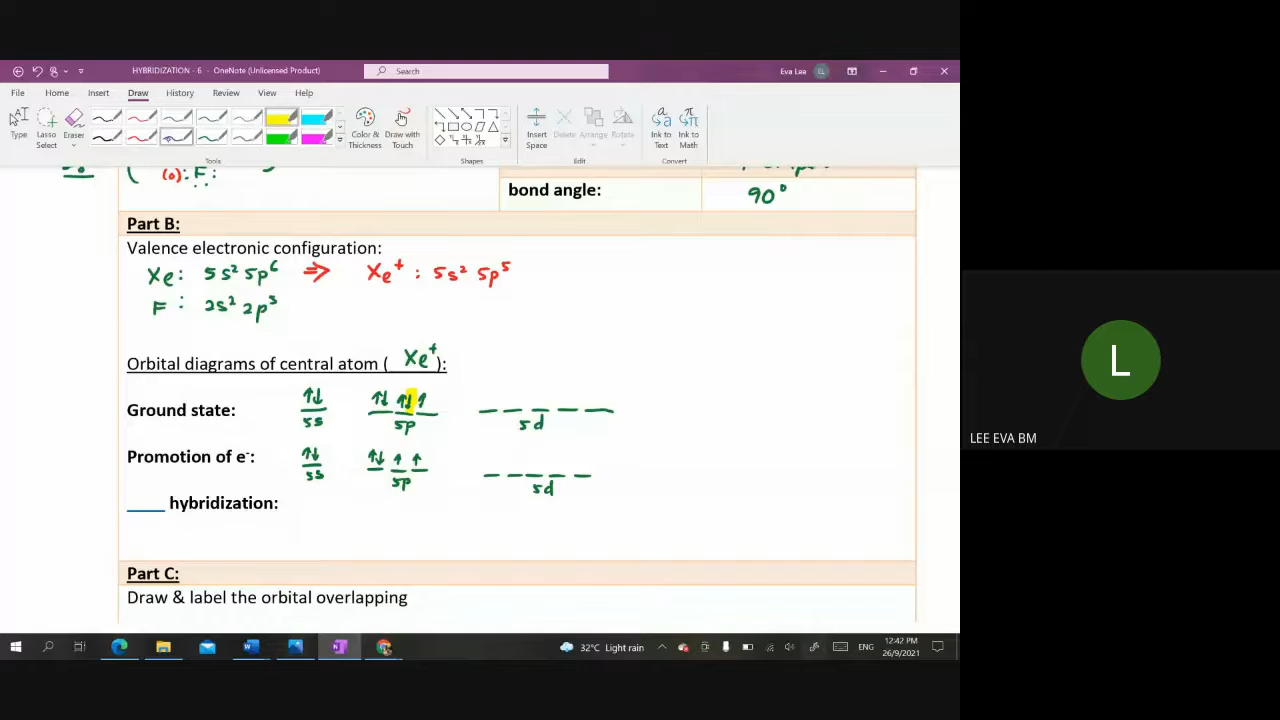 HYBRIDIZATION - 6 - OneNote (Unlicensed Product)
Search
Eva Lee
EL
File Home Insert Draw History Review View Help
Type
Lasso Select
Eraser
Color & Thickness
Draw with Touch
Insert Space
Delete
Arrange
Rotate
Ink to Text
Ink to Math
Tools
Shapes
Edit
Convert
(0) :F:
bond angle: 90°
Part B:
Valence electronic configuration:
Xe: 5s² 5p⁶ ⇒ Xe⁺ : 5s² 5p⁵
F : 2s² 2p⁵
Orbital diagrams of central atom ( Xe⁺ ):
Ground state: ↑↓ ↑↓ ↑↓ ↑
5s 5p 5d
Promotion of e⁻: ↑↓ ↑↓ ↑ ↑
5s 5p 5d
____ hybridization:
Part C:
Draw & label the orbital overlapping
L
LEE EVA BM
32°C Light rain
ENG
12:42 PM
26/9/2021